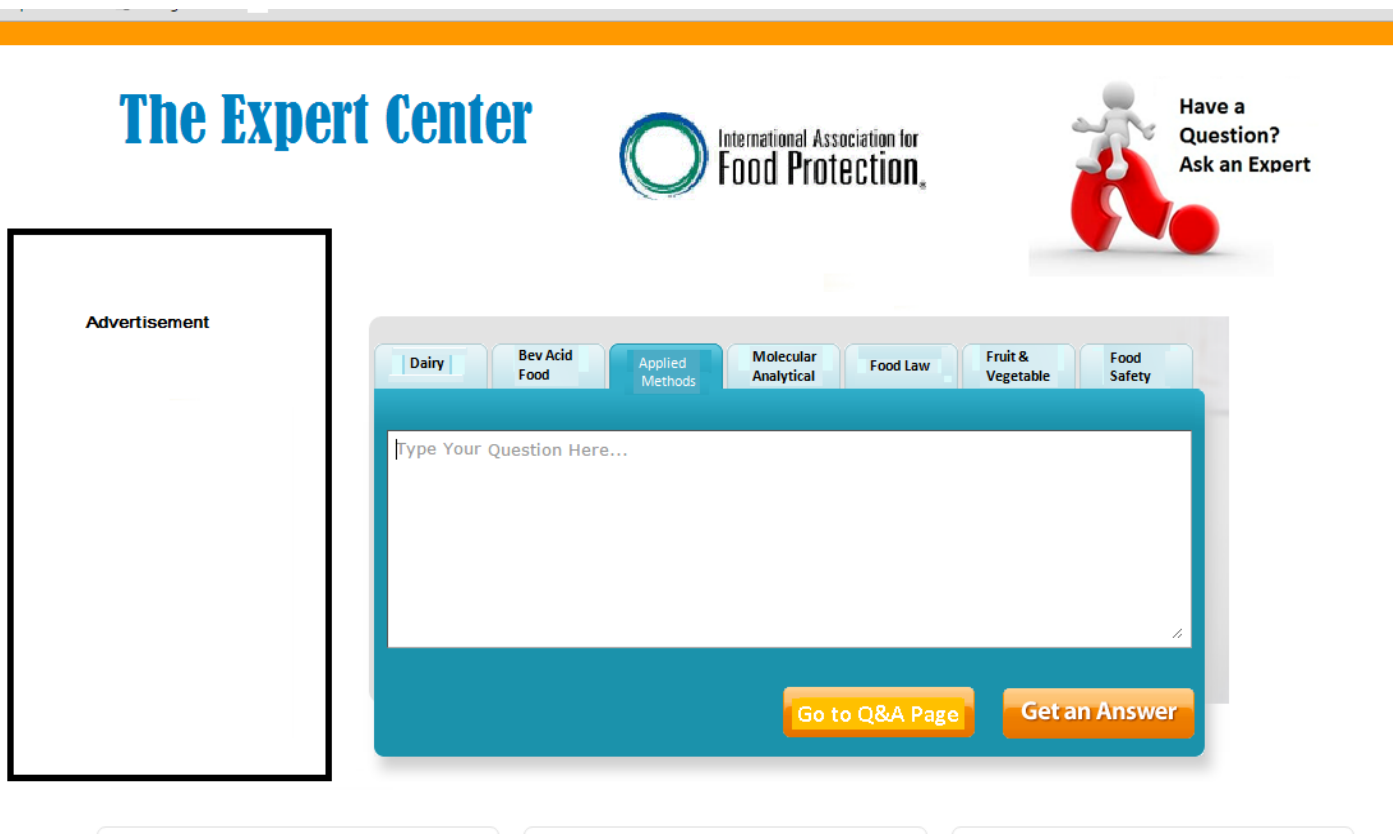 The Expert Center
International Association for
Food Protection®
Have a
Question?
Ask an Expert
Advertisement
Dairy
Bev Acid
Food
Applied
Methods
Molecular
Analytical
Food Law
Fruit &
Vegetable
Food
Safety
Type Your Question Here...
Go to Q&A Page
Get an Answer